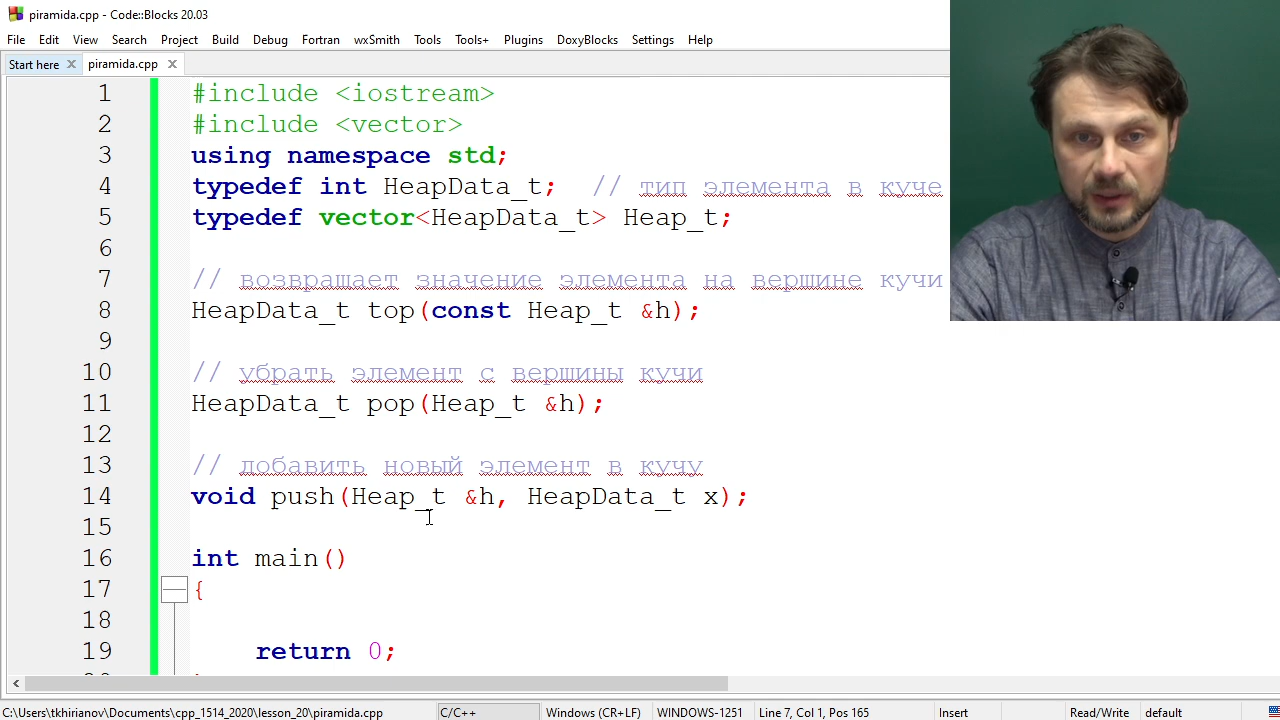 piramida.cpp - Code::Blocks 20.03
File Edit View Search Project Build Debug Fortran wxSmith Tools Tools+ Plugins DoxyBlocks Settings Help
Start here piramida.cpp
1 #include <iostream>
2 #include <vector>
3 using namespace std;
4 typedef int HeapData_t; // тип элемента в куче
5 typedef vector<HeapData_t> Heap_t;
6
7 // возвращает значение элемента на вершине кучи
8 HeapData_t top(const Heap_t &h);
9
10 // убрать элемент с вершины кучи
11 HeapData_t pop(Heap_t &h);
12
13 // добавить новый элемент в кучу
14 void push(Heap_t &h, HeapData_t x);
15
16 int main()
17 {
18
19 return 0;
C:\Users\tkhirianov\Documents\cpp_1514_2020\lesson_20\piramida.cpp C/C++ Windows (CR+LF) WINDOWS-1251 Line 7, Col 1, Pos 165 Insert Read/Write default